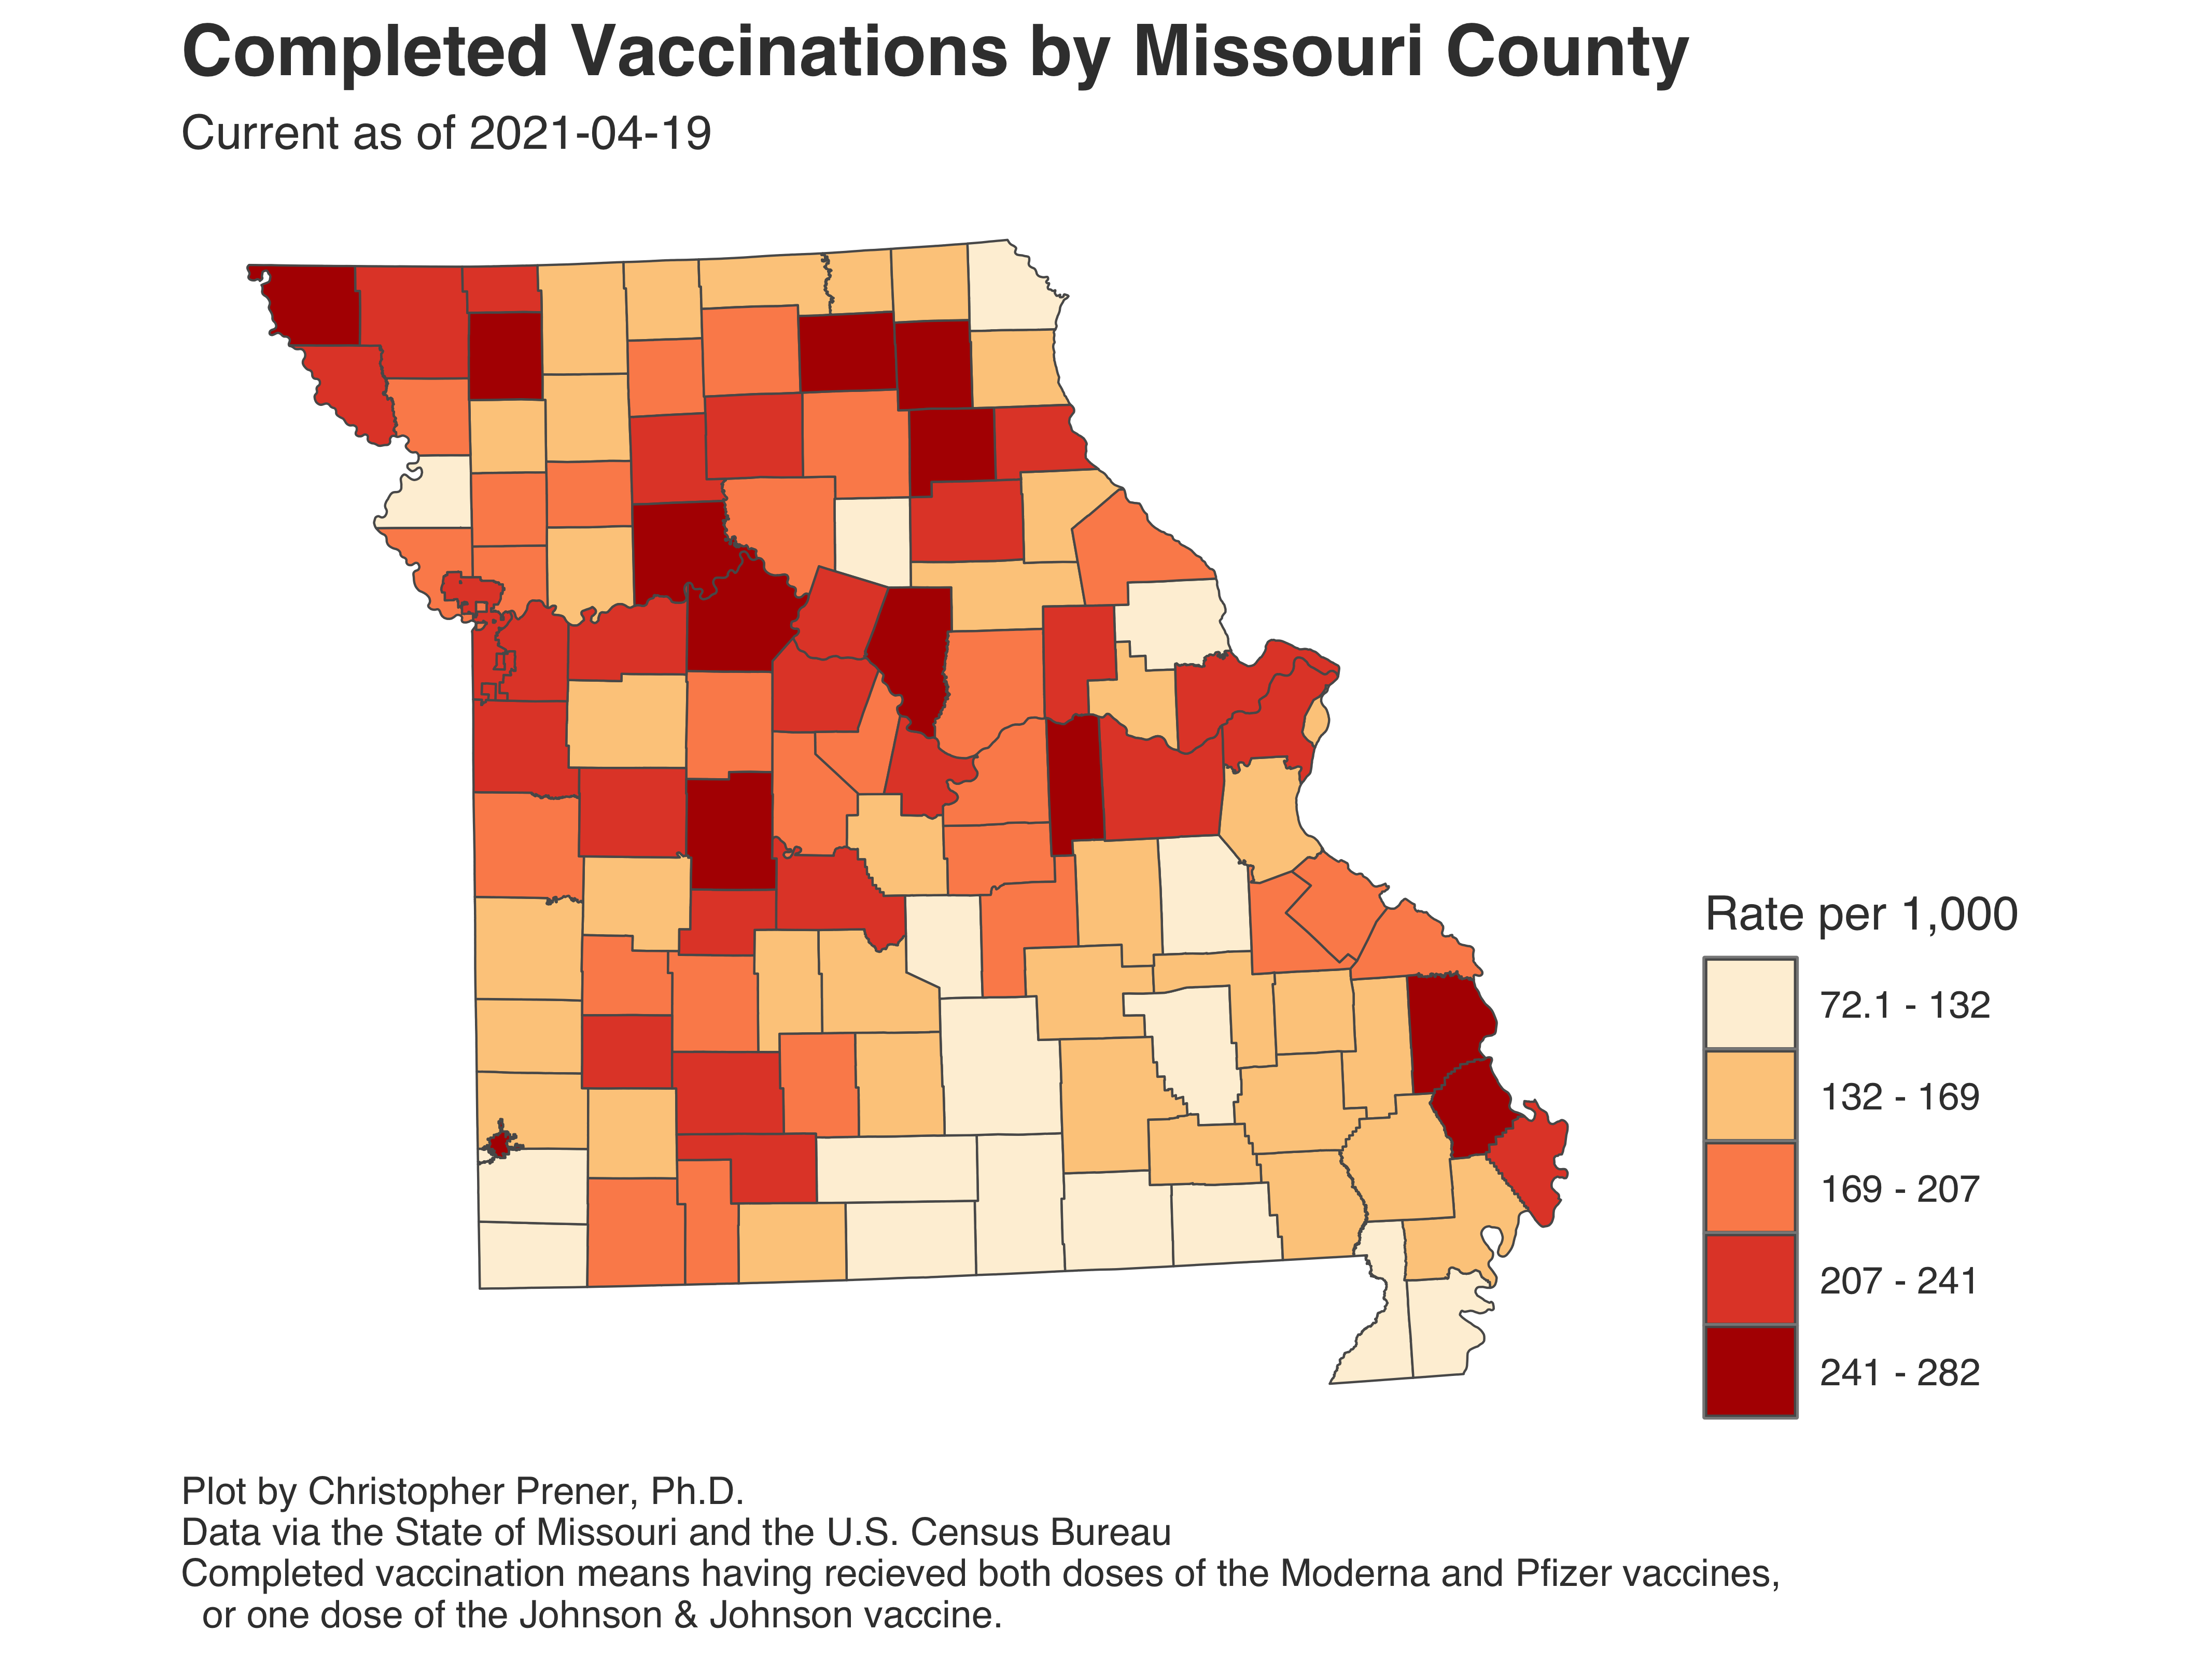 Completed Vaccinations by Missouri County
Current as of 2021-04-19
Rate per 1,000
72.1 - 132
132 - 169
169 - 207
207 - 241
241 - 282
Plot by Christopher Prener, Ph.D.
Data via the State of Missouri and the U.S. Census Bureau
Completed vaccination means having recieved both doses of the Moderna and Pfizer vaccines,
or one dose of the Johnson & Johnson vaccine.